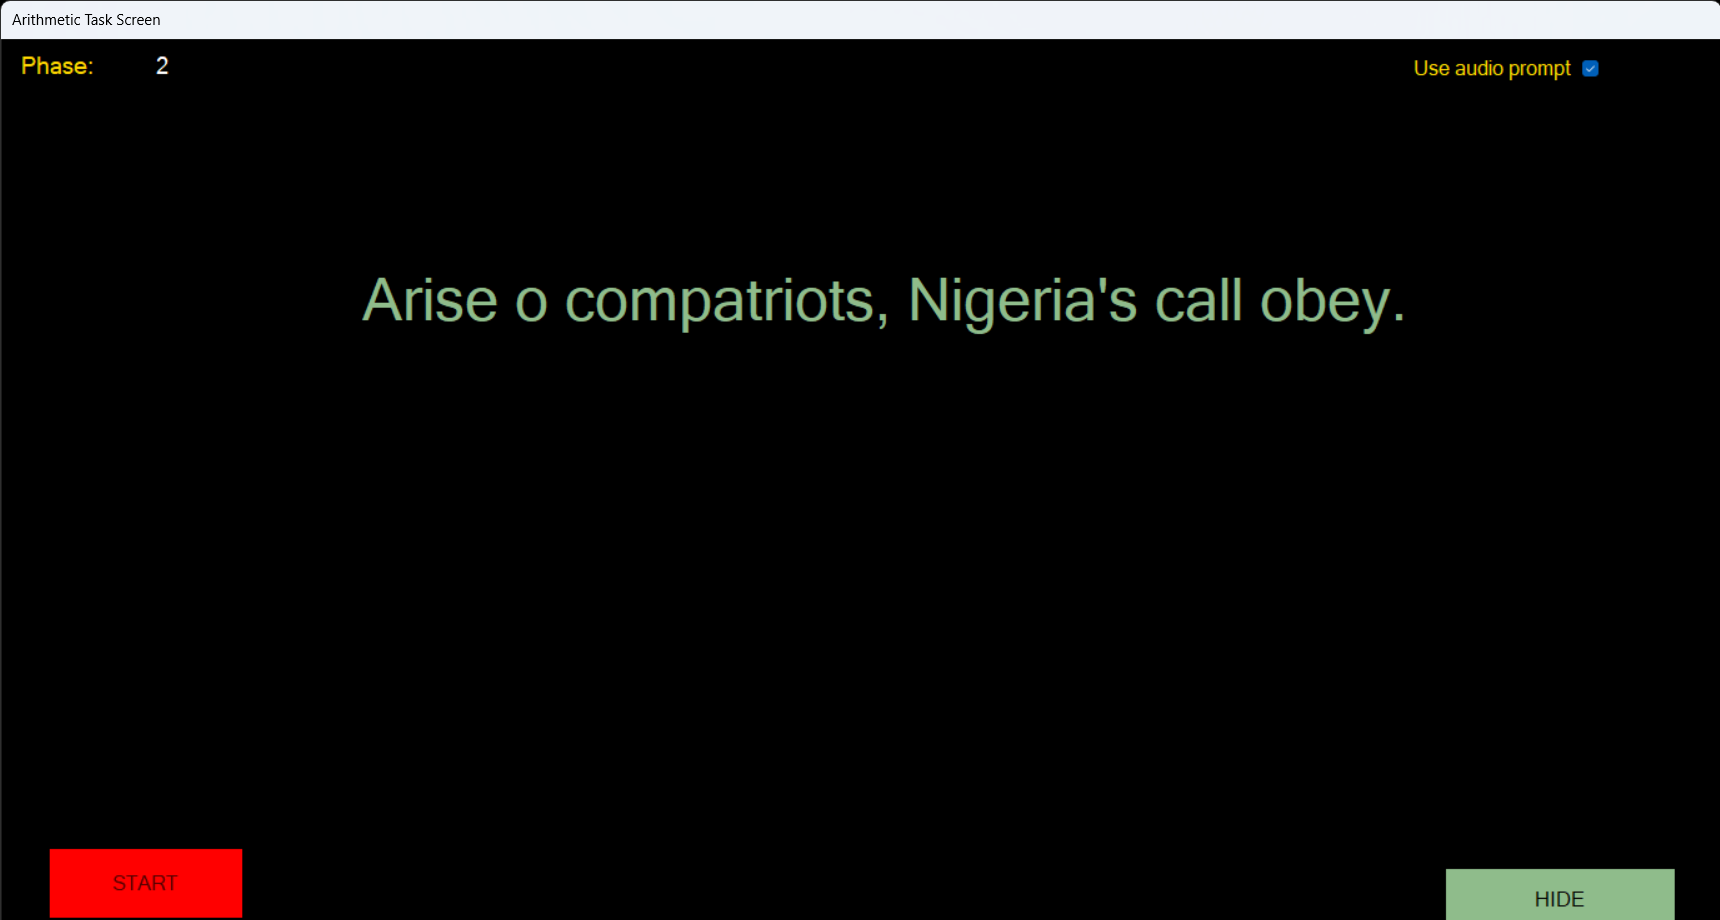 Arithmetic Task Screen
Phase: 2
Use audio prompt
Arise o compatriots, Nigeria's call obey.
START
HIDE